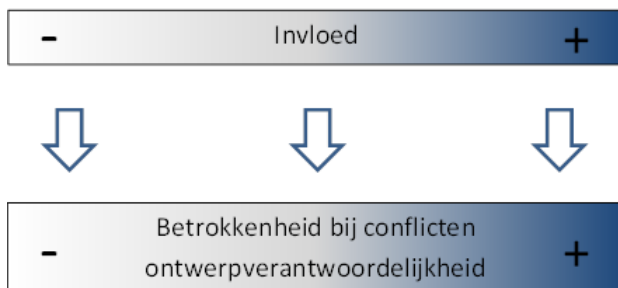 - Invloed +
Betrokkenheid bij conflicten
- ontwerpverantwoordelijkheid +